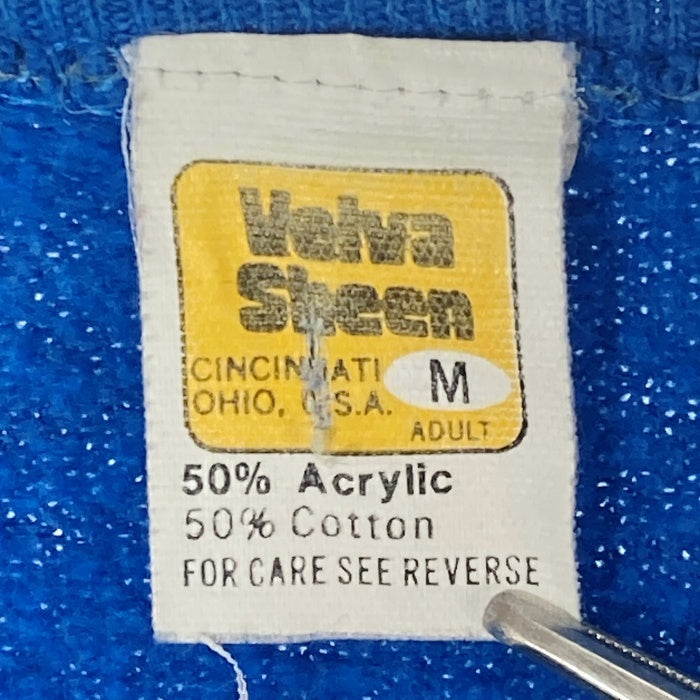 Velva
Sheen
CINCINNATI
OHIO, U.S.A.
M
ADULT
50% Acrylic
50% Cotton
FOR CARE SEE REVERSE